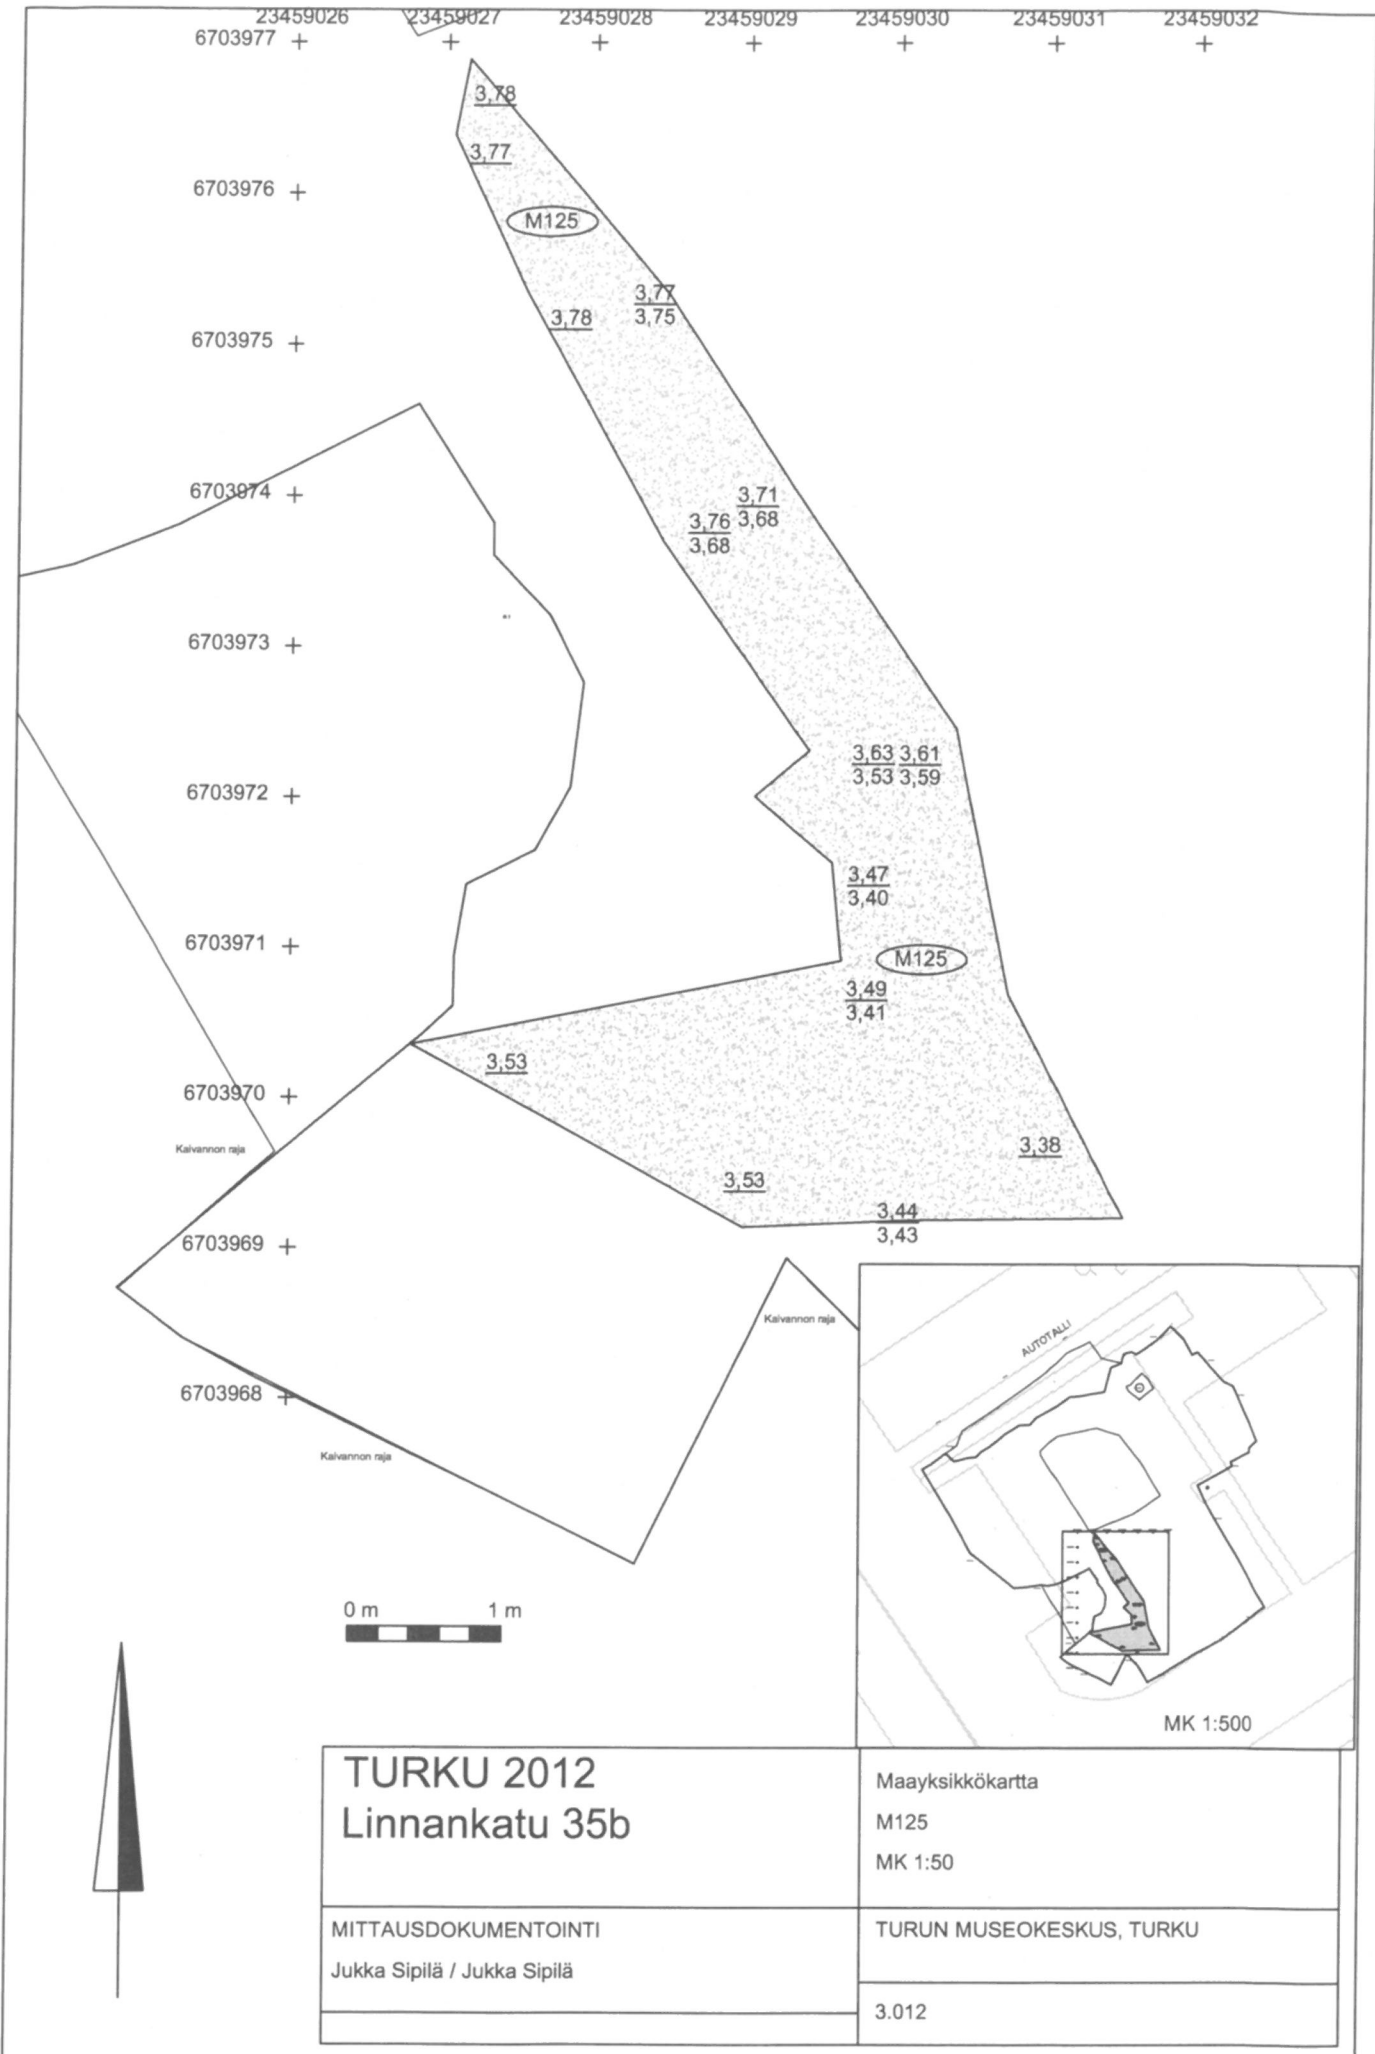 23459026 23459027 23459028 23459029 23459030 23459031 23459032
6703977
3,78
3,77
6703976
M125
3,77
3,75
3,78
6703975
6703974
3,71
3,68
3,76
3,68
6703973
3,63 3,61
3,53 3,59
6703972
3,47
3,40
6703971
M125
3,49
3,41
3,53
6703970
Kaivannon raja
3,38
3,53
3,44
3,43
6703969
Kaivannon raja
AUTOTALLI
6703968
Kaivannon raja
0 m 1 m
MK 1:500
TURKU 2012
Linnankatu 35b
Maayksikkökartta
M125
MK 1:50
MITTAUSDOKUMENTOINTI
Jukka Sipilä / Jukka Sipilä
TURUN MUSEOKESKUS, TURKU
3.012